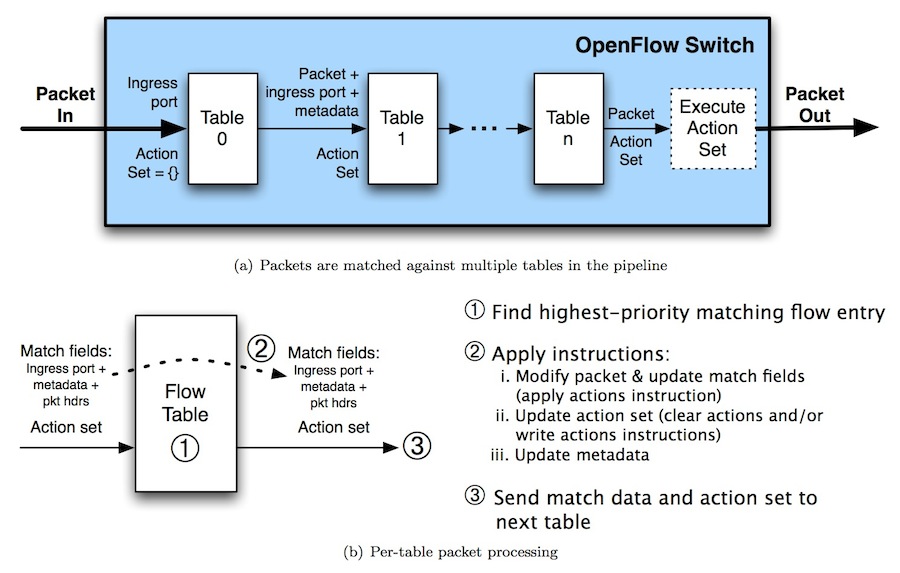 OpenFlow Switch
Packet
In
Ingress
port
Action
Set = {}
Table
0
Packet +
ingress port +
metadata
Action
Set
Table
1
Table
n
Packet
Action
Set
Execute
Action
Set
Packet
Out
(a) Packets are matched against multiple tables in the pipeline
Match fields:
Ingress port +
metadata +
pkt hdrs
Action set
Flow
Table
①
②
Match fields:
Ingress port +
metadata +
pkt hdrs
Action set
③
① Find highest-priority matching flow entry
② Apply instructions:
i. Modify packet & update match fields
(apply actions instruction)
ii. Update action set (clear actions and/or
write actions instructions)
iii. Update metadata
③ Send match data and action set to
next table
(b) Per-table packet processing